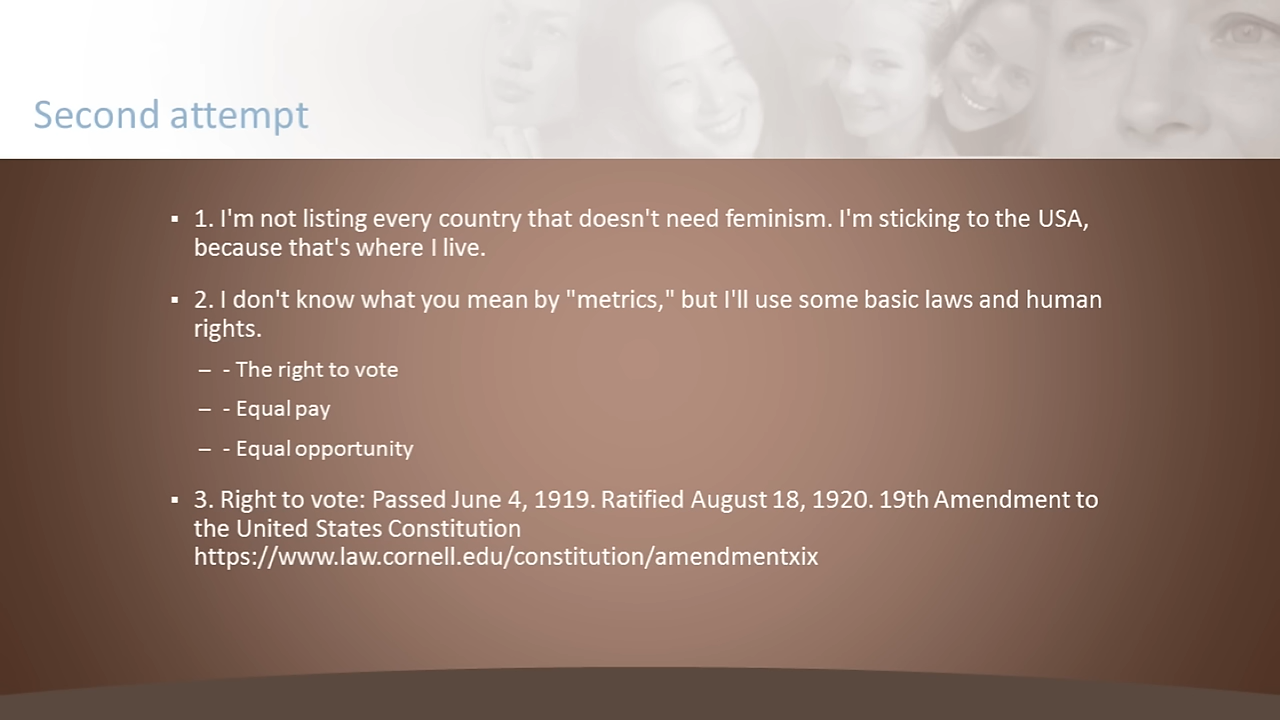 Second attempt
▪ 1. I'm not listing every country that doesn't need feminism. I'm sticking to the USA,
because that's where I live.
▪ 2. I don't know what you mean by "metrics," but I'll use some basic laws and human
rights.
– - The right to vote
– - Equal pay
– - Equal opportunity
▪ 3. Right to vote: Passed June 4, 1919. Ratified August 18, 1920. 19th Amendment to
the United States Constitution
https://www.law.cornell.edu/constitution/amendmentxix